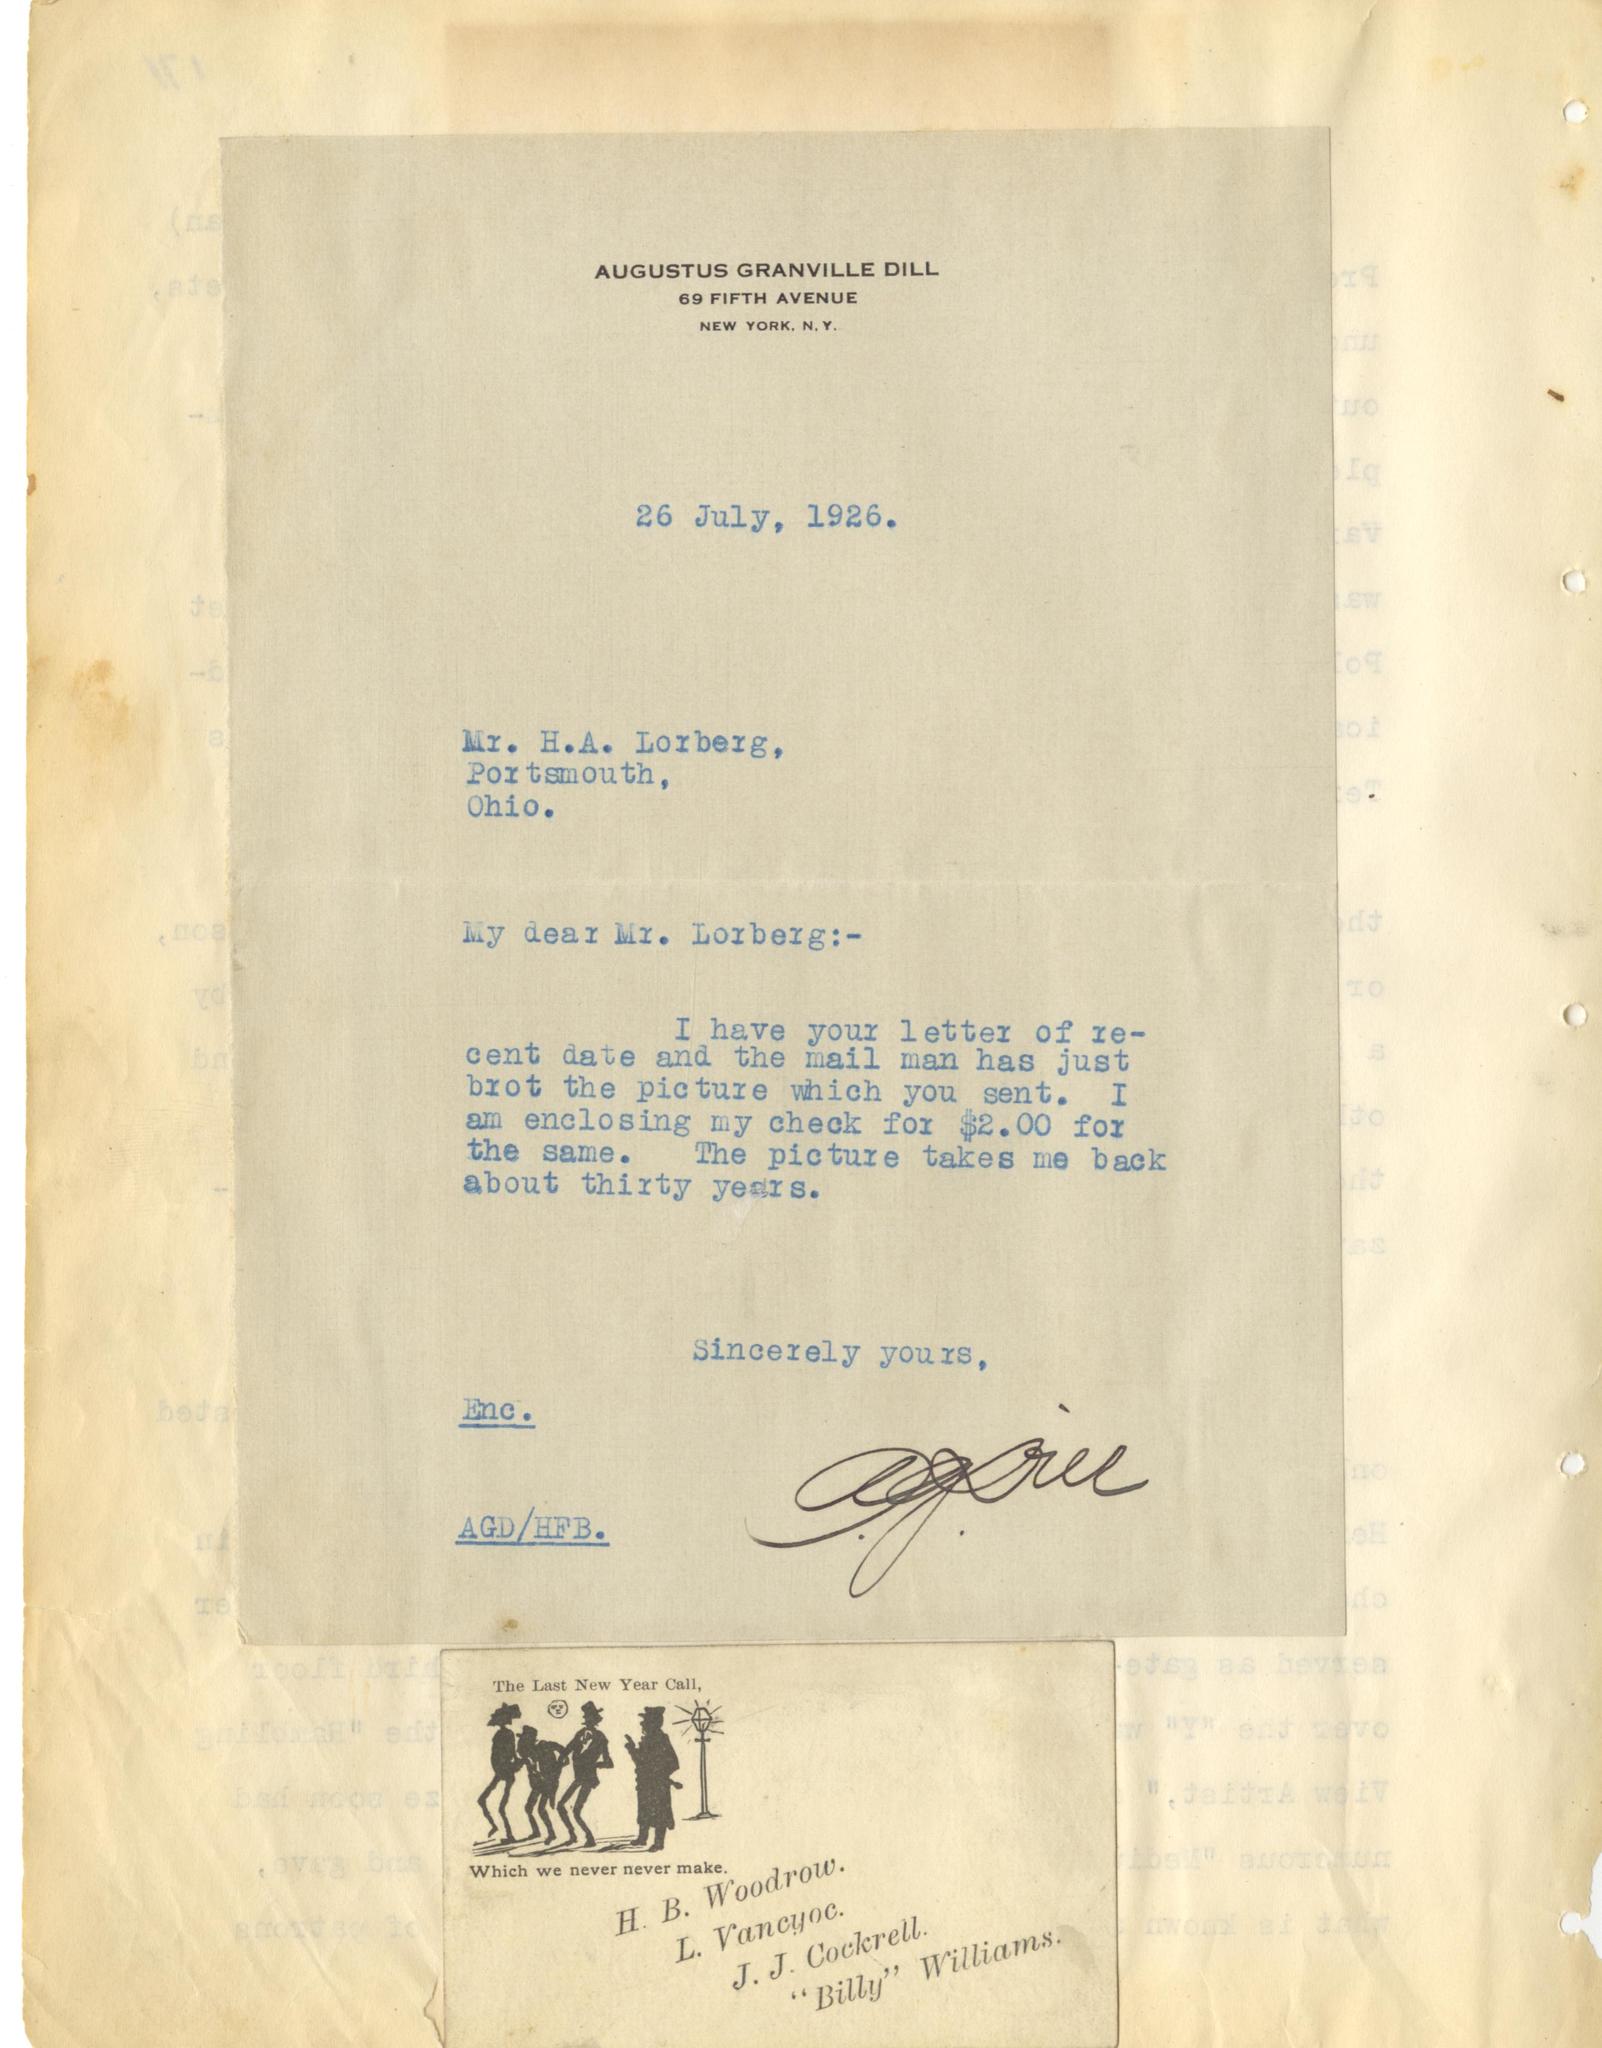 AUGUSTUS GRANVILLE DILL
69 FIFTH AVENUE
NEW YORK, N.Y.
26 July, 1926.
Mr. H.A. Lorberg,
Portsmouth,
Ohio.
My dear Mr. Lorberg:-
I have your letter of re-
cent date and the mail man has just
brot the picture which you sent. I
am enclosing my check for $2.00 for
the same. The picture takes me back
about thirty years.
Sincerely yours,
Enc.
A.G. Dill
AGD/HFB.
The Last New Year Call,
Which we never never make.
H. B. Woodrow.
L. Vancyoc.
J. J. Cockrell.
“Billy” Williams.